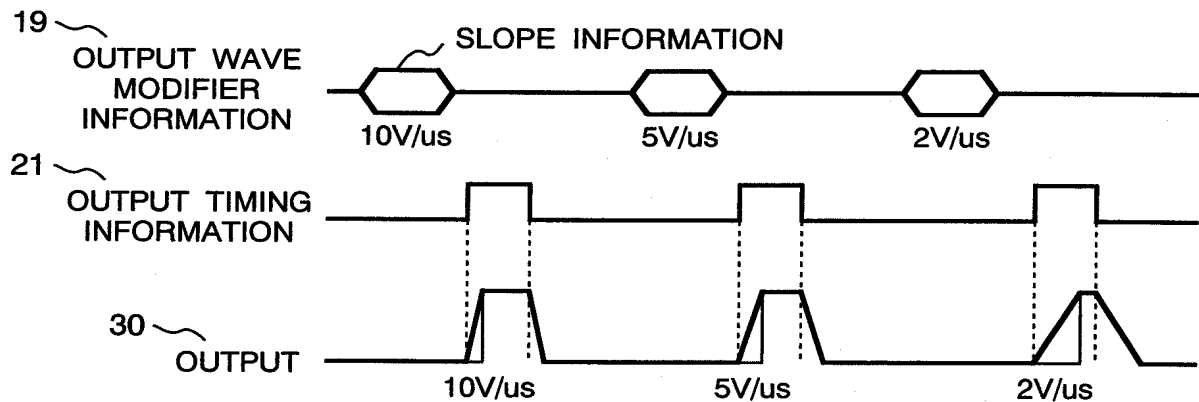 19
OUTPUT WAVE
MODIFIER
INFORMATION
SLOPE INFORMATION
10V/us 5V/us 2V/us
21
OUTPUT TIMING
INFORMATION
30
OUTPUT
10V/us 5V/us 2V/us